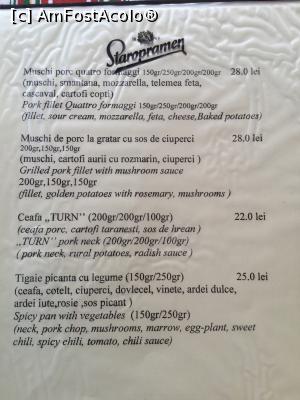 [c] AmFostAcolo®
Staropramen
Muschi porc quatro formaggi 150gr/250gr/200gr/200gr 28.0 lei
(muschi, smantana, mozzarella, telemea feta,
cascaval, cartofi copti)
Pork fillet Quattro formaggi 150gr/250gr/200gr/200gr
(fillet, sour cream, mozzarella, feta, cheese,Baked potatoes)
Muschi de porc la gratar cu sos de ciuperci 28.0 lei
200gr,150gr,150gr
(muschi, cartofi aurii cu rozmarin, ciuperci )
Grilled pork fillet with mushroom sauce
200gr,150gr,150gr
(fillet, golden potatoes with rosemary, mushrooms )
Ceafa „TURN” (200gr/200gr/100gr) 22.0 lei
(ceafa porc, cartofi taranesti, sos de hrean )
„TURN” pork neck (200gr/200gr/100gr)
( pork neck, rural potatoes, radish sauce )
Tigaie picanta cu legume (150gr/250gr) 25.0 lei
(ceafa, cotelt, ciuperci, dovlecel, vinete, ardei dulce,
ardei iute,rosie ,sos picant )
Spicy pan with vegetables (150gr/250gr)
(neck, pork chop, mushrooms, marrow, egg-plant, sweet
chili, spicy chili, tomato, chili sauce)